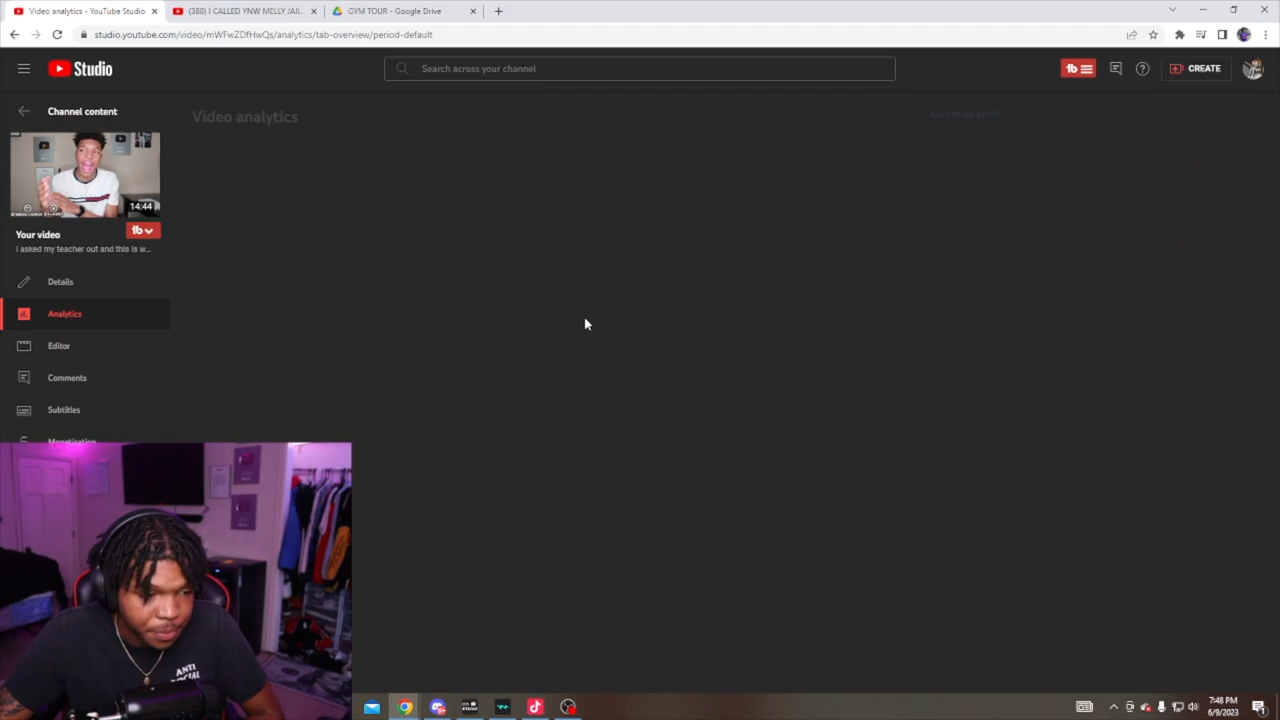 Video analytics - YouTube Studio
(388) I CALLED YNW MELLY JAIL
GYM TOUR - Google Drive
studio.youtube.com/video/mWFwZDfHwQs/analytics/tab-overview/period-default
Studio
Search across your channel
CREATE
Channel content
Video analytics
ADVANCED MODE
14:44
Your video
I asked my teacher out and this is w...
Details
Analytics
Editor
Comments
Subtitles
Monetisation
ANTI
SOCIAL
7:48 PM
6/9/2023